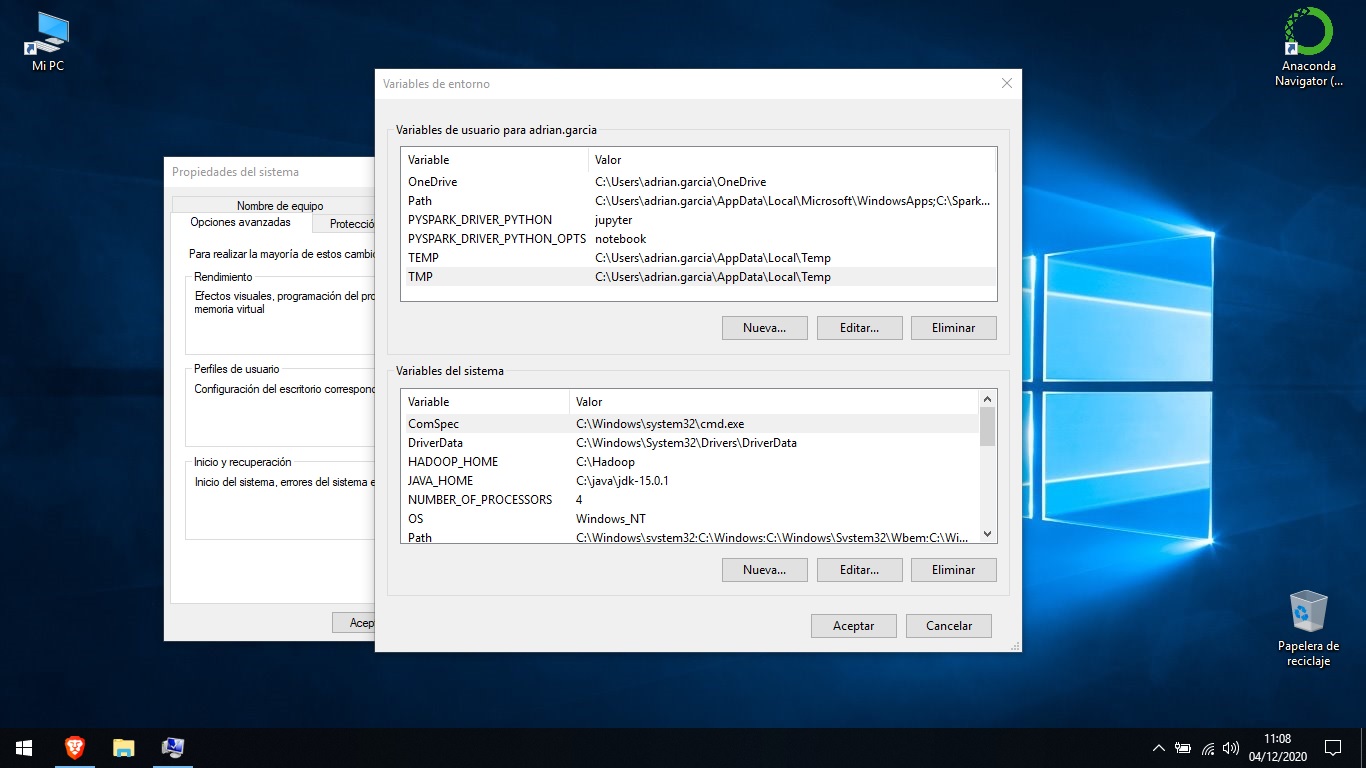 Mi PC
Anaconda
Navigator (...
Variables de entorno
Variables de usuario para adrian.garcia
Variable Valor
OneDrive C:\Users\adrian.garcia\OneDrive
Path C:\Users\adrian.garcia\AppData\Local\Microsoft\WindowsApps;C:\Spark...
PYSPARK_DRIVER_PYTHON jupyter
PYSPARK_DRIVER_PYTHON_OPTS notebook
TEMP C:\Users\adrian.garcia\AppData\Local\Temp
TMP C:\Users\adrian.garcia\AppData\Local\Temp
Nueva... Editar... Eliminar
Variables del sistema
Variable Valor
ComSpec C:\Windows\system32\cmd.exe
DriverData C:\Windows\System32\Drivers\DriverData
HADOOP_HOME C:\Hadoop
JAVA_HOME C:\java\jdk-15.0.1
NUMBER_OF_PROCESSORS 4
OS Windows_NT
Path C:\Windows\system32;C:\Windows;C:\Windows\System32\Wbem;C:\Wi...
Nueva... Editar... Eliminar
Aceptar Cancelar
Propiedades del sistema
Nombre de equipo
Opciones avanzadas Protecció
Para realizar la mayoría de estos cambio
Rendimiento
Efectos visuales, programación del pro
memoria virtual
Perfiles de usuario
Configuración del escritorio correspond
Inicio y recuperación
Inicio del sistema, errores del sistema e
Acep
Papelera de
reciclaje
11:08
04/12/2020